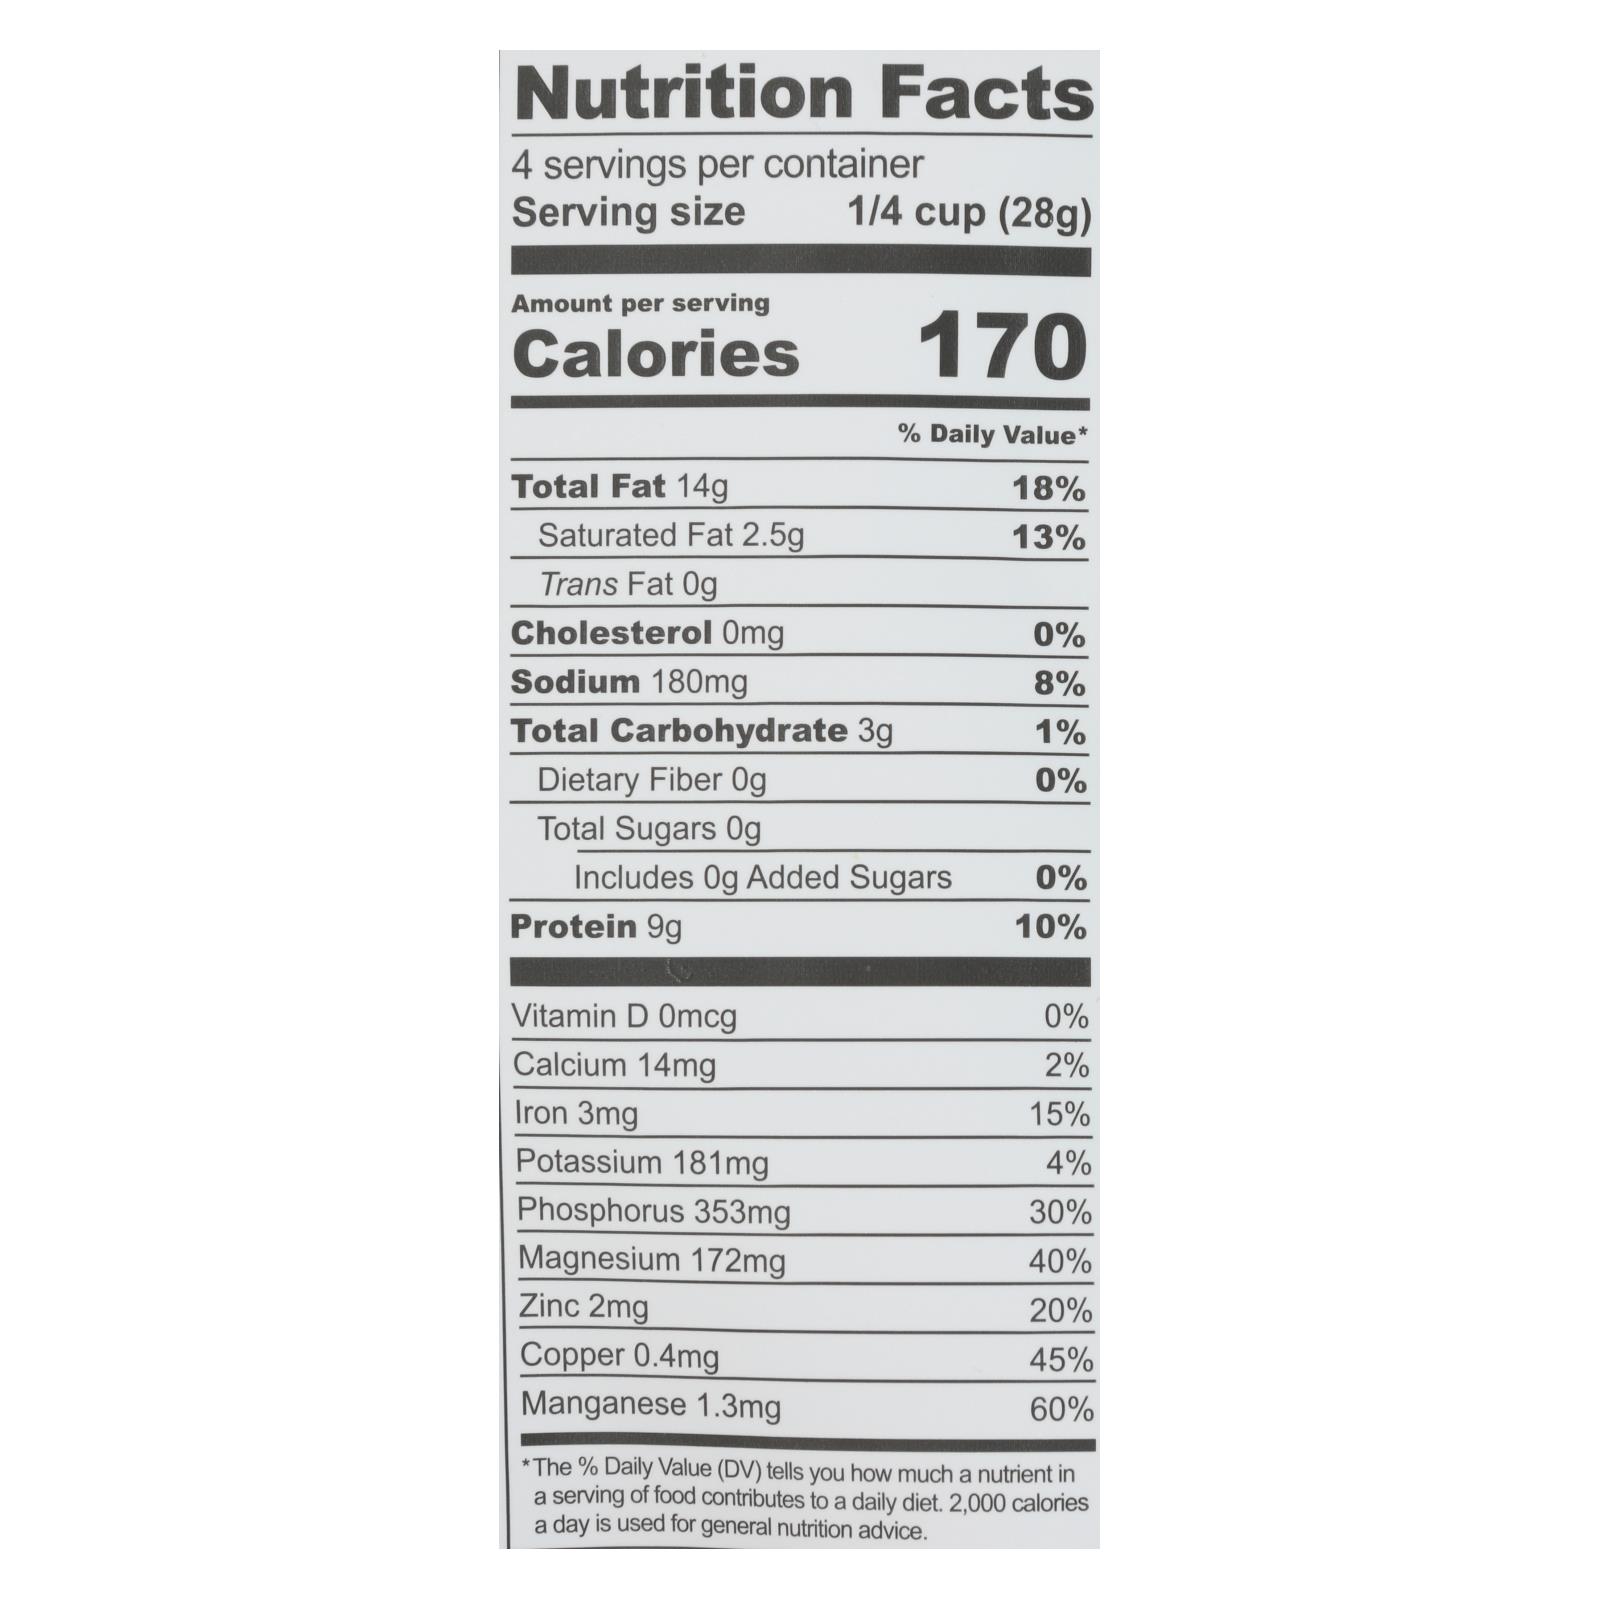 Nutrition Facts
4 servings per container
Serving size 1/4 cup (28g)
Amount per serving
Calories 170
% Daily Value*
Total Fat 14g 18%
Saturated Fat 2.5g 13%
Trans Fat 0g
Cholesterol 0mg 0%
Sodium 180mg 8%
Total Carbohydrate 3g 1%
Dietary Fiber 0g 0%
Total Sugars 0g
Includes 0g Added Sugars 0%
Protein 9g 10%
Vitamin D 0mcg 0%
Calcium 14mg 2%
Iron 3mg 15%
Potassium 181mg 4%
Phosphorus 353mg 30%
Magnesium 172mg 40%
Zinc 2mg 20%
Copper 0.4mg 45%
Manganese 1.3mg 60%
*The % Daily Value (DV) tells you how much a nutrient in
a serving of food contributes to a daily diet. 2,000 calories
a day is used for general nutrition advice.